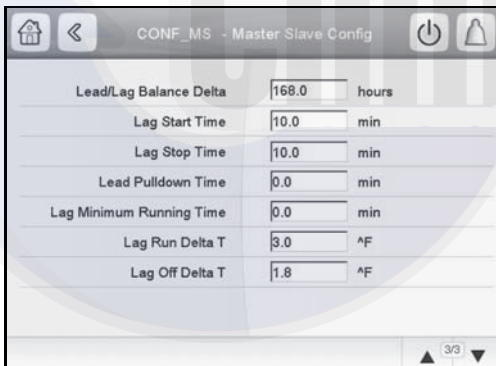 CONF_MS - Master Slave Config
Lead/Lag Balance Delta 168.0 hours
Lag Start Time 10.0 min
Lag Stop Time 10.0 min
Lead Pulldown Time 0.0 min
Lag Minimum Running Time 0.0 min
Lag Run Delta T 3.0 ^F
Lag Off Delta T 1.8 ^F
3/3